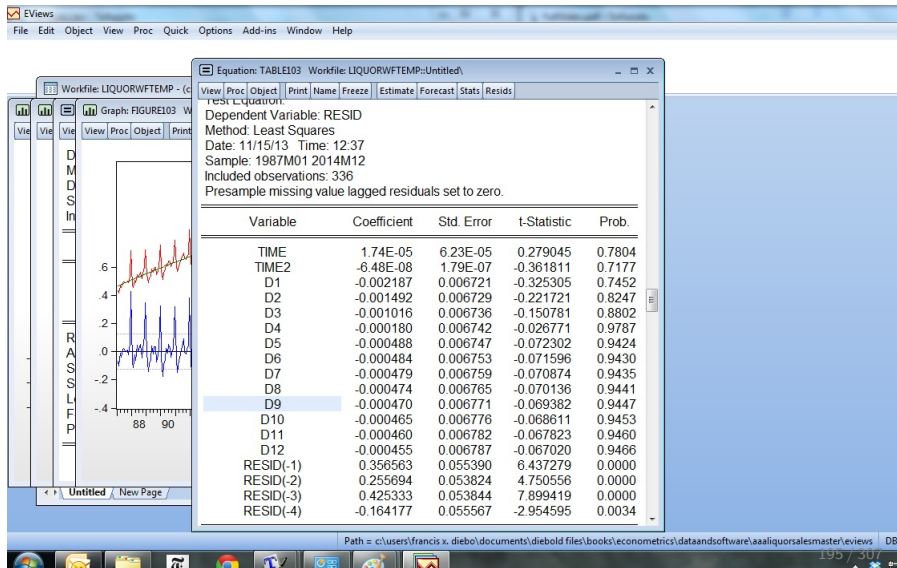 EViews
File Edit Object View Proc Quick Options Add-ins Window Help
Workfile: LIQUORWFTEMP - (c
Graph: FIGURE103 W
View Proc Object Print
Equation: TABLE103 Workfile: LIQUORWFTEMP::Untitled\
View Proc Object Print Name Freeze Estimate Forecast Stats Resids
Test Equation:
Dependent Variable: RESID
Method: Least Squares
Date: 11/15/13 Time: 12:37
Sample: 1987M01 2014M12
Included observations: 336
Presample missing value lagged residuals set to zero.
Variable Coefficient Std. Error t-Statistic Prob.
TIME 1.74E-05 6.23E-05 0.279045 0.7804
TIME2 -6.48E-08 1.79E-07 -0.361811 0.7177
D1 -0.002187 0.006721 -0.325305 0.7452
D2 -0.001492 0.006729 -0.221721 0.8247
D3 -0.001016 0.006736 -0.150781 0.8802
D4 -0.000180 0.006742 -0.026771 0.9787
D5 -0.000488 0.006747 -0.072302 0.9424
D6 -0.000484 0.006753 -0.071596 0.9430
D7 -0.000479 0.006759 -0.070874 0.9435
D8 -0.000474 0.006765 -0.070136 0.9441
D9 -0.000470 0.006771 -0.069382 0.9447
D10 -0.000465 0.006776 -0.068611 0.9453
D11 -0.000460 0.006782 -0.067823 0.9460
D12 -0.000455 0.006787 -0.067020 0.9466
RESID(-1) 0.356563 0.055390 6.437279 0.0000
RESID(-2) 0.255694 0.053824 4.750556 0.0000
RESID(-3) 0.425333 0.053844 7.899419 0.0000
RESID(-4) -0.164177 0.055567 -2.954595 0.0034
Vie Vie Vie
D
M
D
S
In
R
A
S
S
L
F
P
.6
.4
.2
.0
-.2
-.4
88 90
Untitled New Page
Path = c:\users\francis x. diebo\documents\diebold files\books\econometrics\dataandsoftware\aaaliquorsalesmaster\eviews DB
195 / 307